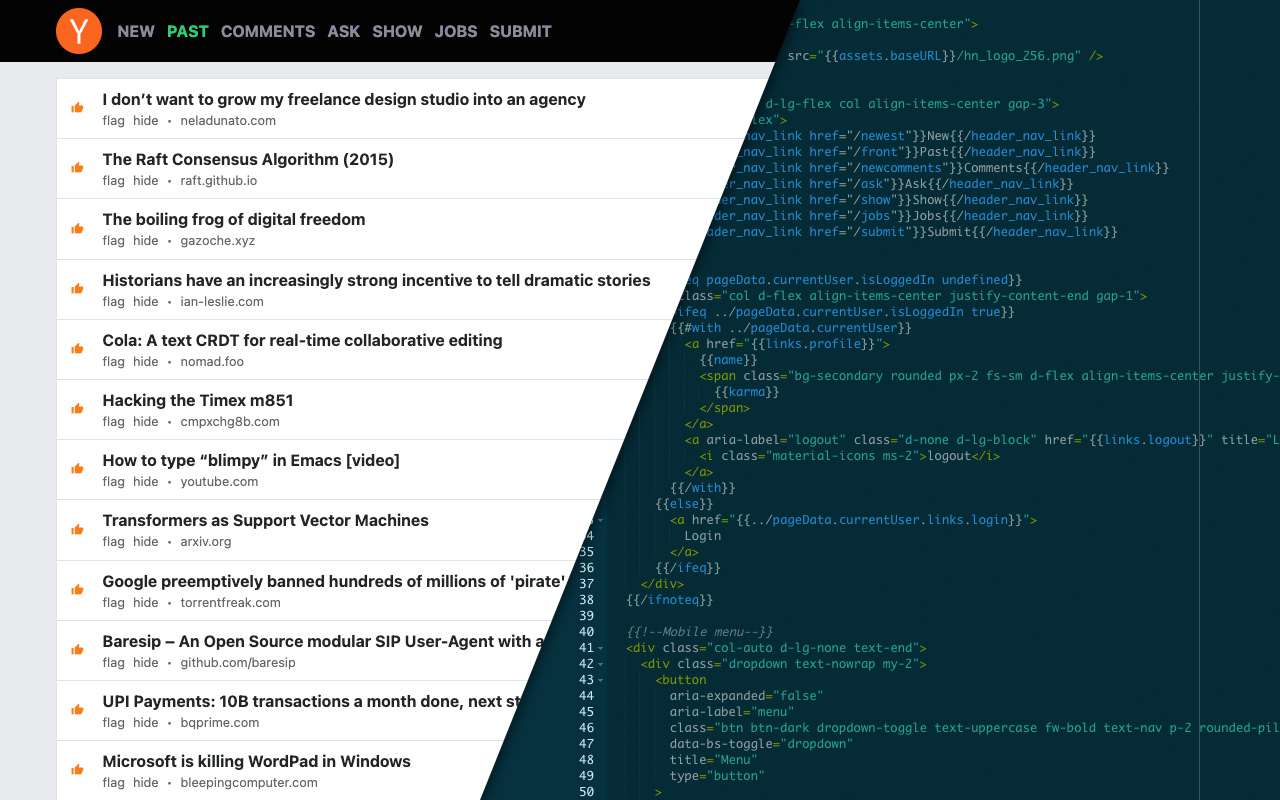 Y NEW PAST COMMENTS ASK SHOW JOBS SUBMIT
I don’t want to grow my freelance design studio into an agency
flag hide • neladunato.com
The Raft Consensus Algorithm (2015)
flag hide • raft.github.io
The boiling frog of digital freedom
flag hide • gazoche.xyz
Historians have an increasingly strong incentive to tell dramatic stories
flag hide • ian-leslie.com
Cola: A text CRDT for real-time collaborative editing
flag hide • nomad.foo
Hacking the Timex m851
flag hide • cmpxchg8b.com
How to type “blimpy” in Emacs [video]
flag hide • youtube.com
Transformers as Support Vector Machines
flag hide • arxiv.org
Google preemptively banned hundreds of millions of 'pirate'
flag hide • torrentfreak.com
Baresip – An Open Source modular SIP User-Agent with a
flag hide • github.com/baresip
UPI Payments: 10B transactions a month done, next st
flag hide • bqprime.com
Microsoft is killing WordPad in Windows
flag hide • bleepingcomputer.com
-flex align-items-center">
src="{{assets.baseURL}}/hn_logo_256.png" />
d-lg-flex col align-items-center gap-3">
lex">
nav_link href="/newest"}}New{{/header_nav_link}}
_nav_link href="/front"}}Past{{/header_nav_link}}
_nav_link href="/newcomments"}}Comments{{/header_nav_link}}
er_nav_link href="/ask"}}Ask{{/header_nav_link}}
der_nav_link href="/show"}}Show{{/header_nav_link}}
der_nav_link href="/jobs"}}Jobs{{/header_nav_link}}
ader_nav_link href="/submit"}}Submit{{/header_nav_link}}
eq pageData.currentUser.isLoggedIn undefined}}
class="col d-flex align-items-center justify-content-end gap-1">
ifeq ../pageData.currentUser.isLoggedIn true}}
{{#with ../pageData.currentUser}}
<a href="{{links.profile}}">
{{name}}
<span class="bg-secondary rounded px-2 fs-sm d-flex align-items-center justify-
{{karma}}
</span>
</a>
<a aria-label="logout" class="d-none d-lg-block" href="{{links.logout}}" title="L
<i class="material-icons ms-2">logout</i>
</a>
{{/with}}
{{else}}
<a href="{{../pageData.currentUser.links.login}}">
34 Login
35 </a>
36 {{/ifeq}}
37 </div>
38 {{/ifnoteq}}
39
40 {{!--Mobile menu--}}
41 <div class="col-auto d-lg-none text-end">
42 <div class="dropdown text-nowrap my-2">
43 <button
44 aria-expanded="false"
45 aria-label="menu"
46 class="btn btn-dark dropdown-toggle text-uppercase fw-bold text-nav p-2 rounded-pil
47 data-bs-toggle="dropdown"
48 title="Menu"
49 type="button"
50 >